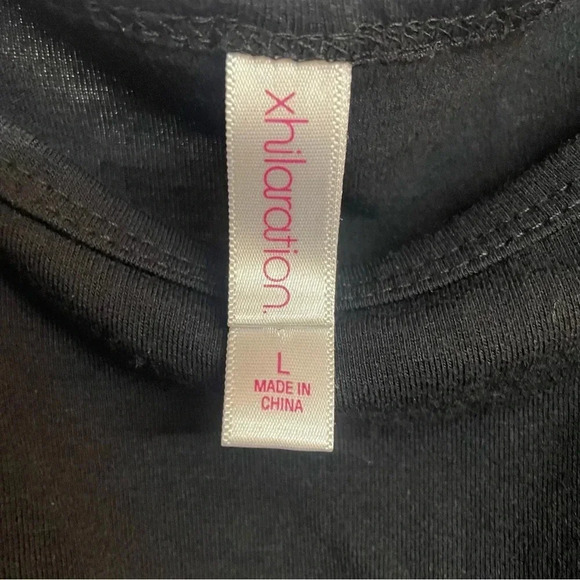 xhilaration.
L
MADE IN
CHINA